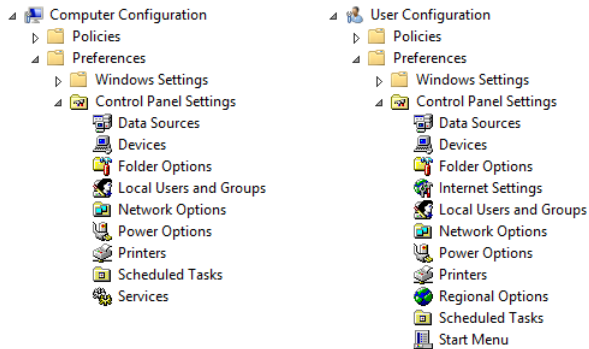 Computer Configuration
Policies
Preferences
Windows Settings
Control Panel Settings
Data Sources
Devices
Folder Options
Local Users and Groups
Network Options
Power Options
Printers
Scheduled Tasks
Services
User Configuration
Policies
Preferences
Windows Settings
Control Panel Settings
Data Sources
Devices
Folder Options
Internet Settings
Local Users and Groups
Network Options
Power Options
Printers
Regional Options
Scheduled Tasks
Start Menu